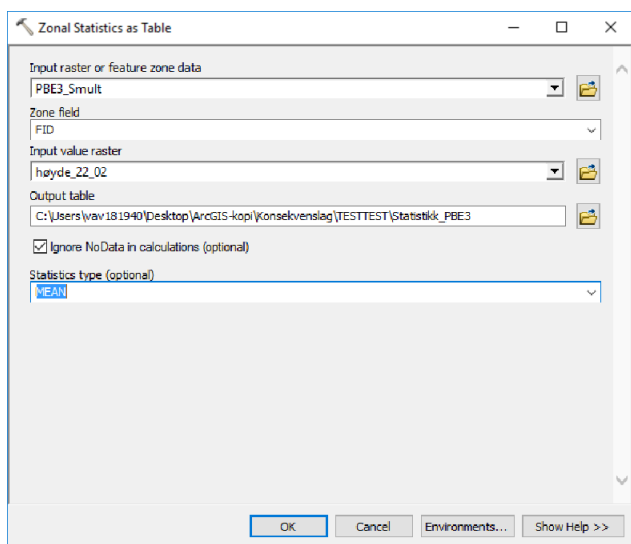 Zonal Statistics as Table
Input raster or feature zone data
PBE3_Smult
Zone field
FID
Input value raster
høyde_22_02
Output table
C:\Users\vav181940\Desktop\ArcGIS-kopi\Konsekvenslag\TESTTEST\Statistikk_PBE3
Ignore NoData in calculations (optional)
Statistics type (optional)
MEAN
OK Cancel Environments... Show Help >>